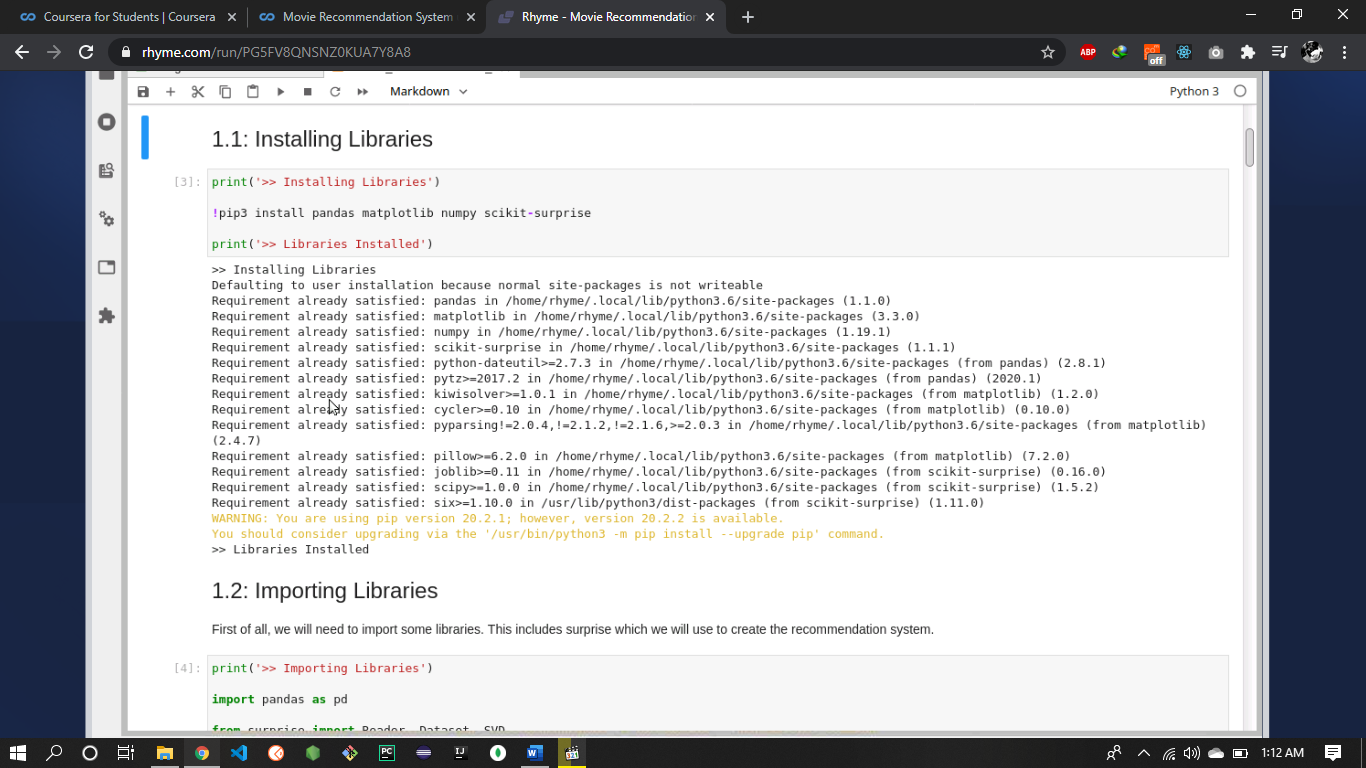 Coursera for Students | Coursera
Movie Recommendation System
Rhyme - Movie Recommendation
rhyme.com/run/PG5FV8QNSNZ0KUA7Y8A8
ABP
off
Markdown
Python 3
1.1: Installing Libraries
[3]: print('>> Installing Libraries')
!pip3 install pandas matplotlib numpy scikit-surprise
print('>> Libraries Installed')
>> Installing Libraries
Defaulting to user installation because normal site-packages is not writeable
Requirement already satisfied: pandas in /home/rhyme/.local/lib/python3.6/site-packages (1.1.0)
Requirement already satisfied: matplotlib in /home/rhyme/.local/lib/python3.6/site-packages (3.3.0)
Requirement already satisfied: numpy in /home/rhyme/.local/lib/python3.6/site-packages (1.19.1)
Requirement already satisfied: scikit-surprise in /home/rhyme/.local/lib/python3.6/site-packages (1.1.1)
Requirement already satisfied: python-dateutil>=2.7.3 in /home/rhyme/.local/lib/python3.6/site-packages (from pandas) (2.8.1)
Requirement already satisfied: pytz>=2017.2 in /home/rhyme/.local/lib/python3.6/site-packages (from pandas) (2020.1)
Requirement already satisfied: kiwisolver>=1.0.1 in /home/rhyme/.local/lib/python3.6/site-packages (from matplotlib) (1.2.0)
Requirement already satisfied: cycler>=0.10 in /home/rhyme/.local/lib/python3.6/site-packages (from matplotlib) (0.10.0)
Requirement already satisfied: pyparsing!=2.0.4,!=2.1.2,!=2.1.6,>=2.0.3 in /home/rhyme/.local/lib/python3.6/site-packages (from matplotlib)
(2.4.7)
Requirement already satisfied: pillow>=6.2.0 in /home/rhyme/.local/lib/python3.6/site-packages (from matplotlib) (7.2.0)
Requirement already satisfied: joblib>=0.11 in /home/rhyme/.local/lib/python3.6/site-packages (from scikit-surprise) (0.16.0)
Requirement already satisfied: scipy>=1.0.0 in /home/rhyme/.local/lib/python3.6/site-packages (from scikit-surprise) (1.5.2)
Requirement already satisfied: six>=1.10.0 in /usr/lib/python3/dist-packages (from scikit-surprise) (1.11.0)
WARNING: You are using pip version 20.2.1; however, version 20.2.2 is available.
You should consider upgrading via the '/usr/bin/python3 -m pip install --upgrade pip' command.
>> Libraries Installed
1.2: Importing Libraries
First of all, we will need to import some libraries. This includes surprise which we will use to create the recommendation system.
[4]: print('>> Importing Libraries')
import pandas as pd
from surprise import Reader, Dataset, SVD
PC
IJ
W
1:12 AM